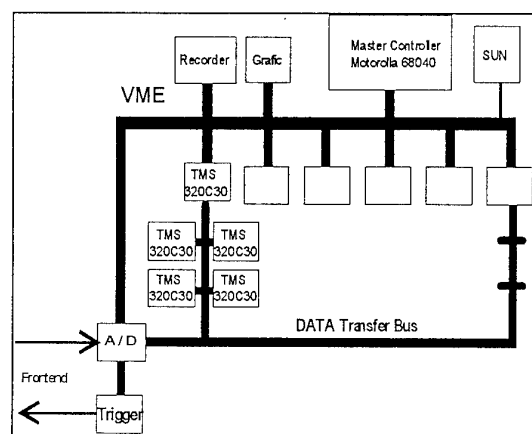 Recorder
Grafic
Master Controller
Motorolla 68040
SUN
VME
TMS
320C30
TMS
320C30
TMS
320C30
TMS
320C30
TMS
320C30
DATA Transfer Bus
A / D
Frontend
Trigger